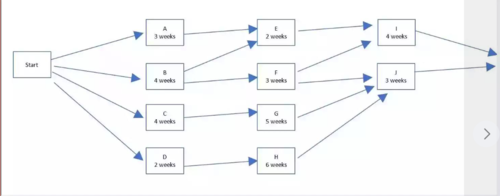 Start
A
3 weeks
E
2 weeks
I
4 weeks
B
4 weeks
F
3 weeks
J
3 weeks
C
4 weeks
G
5 weeks
D
2 weeks
H
6 weeks